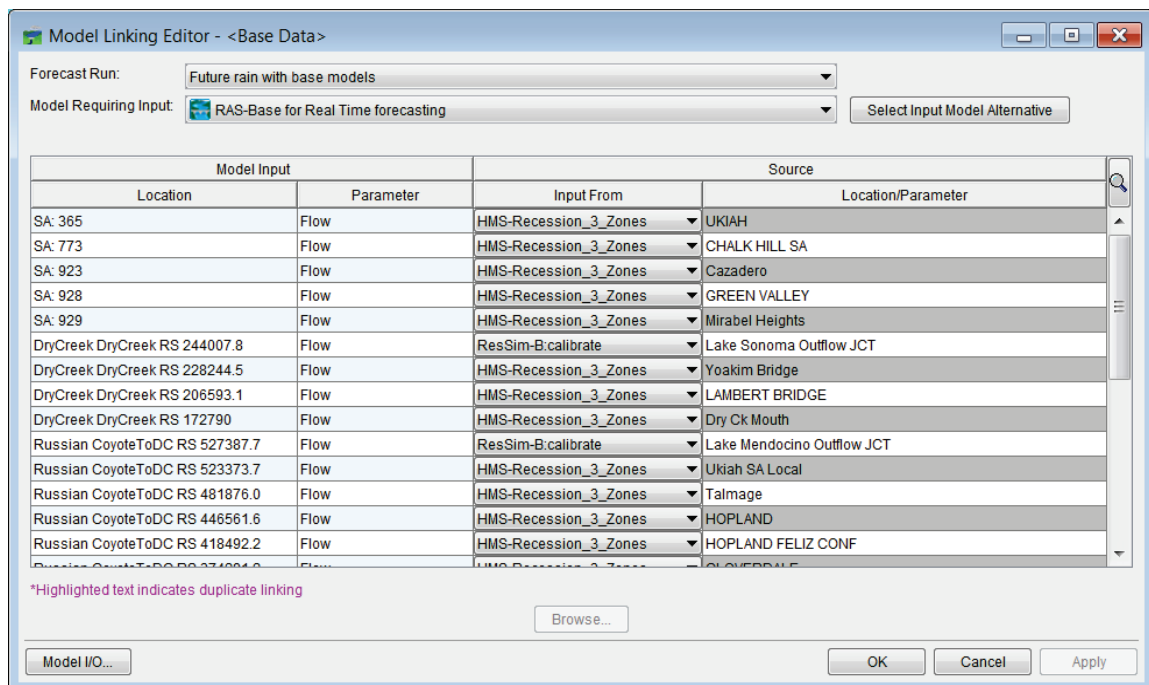 Model Linking Editor - <Base Data>
Forecast Run: Future rain with base models
Model Requiring Input: RAS-Base for Real Time forecasting Select Input Model Alternative
Model Input Source
Location Parameter Input From Location/Parameter
SA: 365 Flow HMS-Recession_3_Zones UKIAH
SA: 773 Flow HMS-Recession_3_Zones CHALK HILL SA
SA: 923 Flow HMS-Recession_3_Zones Cazadero
SA: 928 Flow HMS-Recession_3_Zones GREEN VALLEY
SA: 929 Flow HMS-Recession_3_Zones Mirabel Heights
DryCreek DryCreek RS 244007.8 Flow ResSim-B:calibrate Lake Sonoma Outflow JCT
DryCreek DryCreek RS 228244.5 Flow HMS-Recession_3_Zones Yoakim Bridge
DryCreek DryCreek RS 206593.1 Flow HMS-Recession_3_Zones LAMBERT BRIDGE
DryCreek DryCreek RS 172790 Flow HMS-Recession_3_Zones Dry Ck Mouth
Russian CoyoteToDC RS 527387.7 Flow ResSim-B:calibrate Lake Mendocino Outflow JCT
Russian CoyoteToDC RS 523373.7 Flow HMS-Recession_3_Zones Ukiah SA Local
Russian CoyoteToDC RS 481876.0 Flow HMS-Recession_3_Zones Talmage
Russian CoyoteToDC RS 446561.6 Flow HMS-Recession_3_Zones HOPLAND
Russian CoyoteToDC RS 418492.2 Flow HMS-Recession_3_Zones HOPLAND FELIZ CONF
Russian CoyoteToDC RS Flow HMS-Recession_3_Zones CLOVERDALE
*Highlighted text indicates duplicate linking
Browse...
Model I/O... OK Cancel Apply